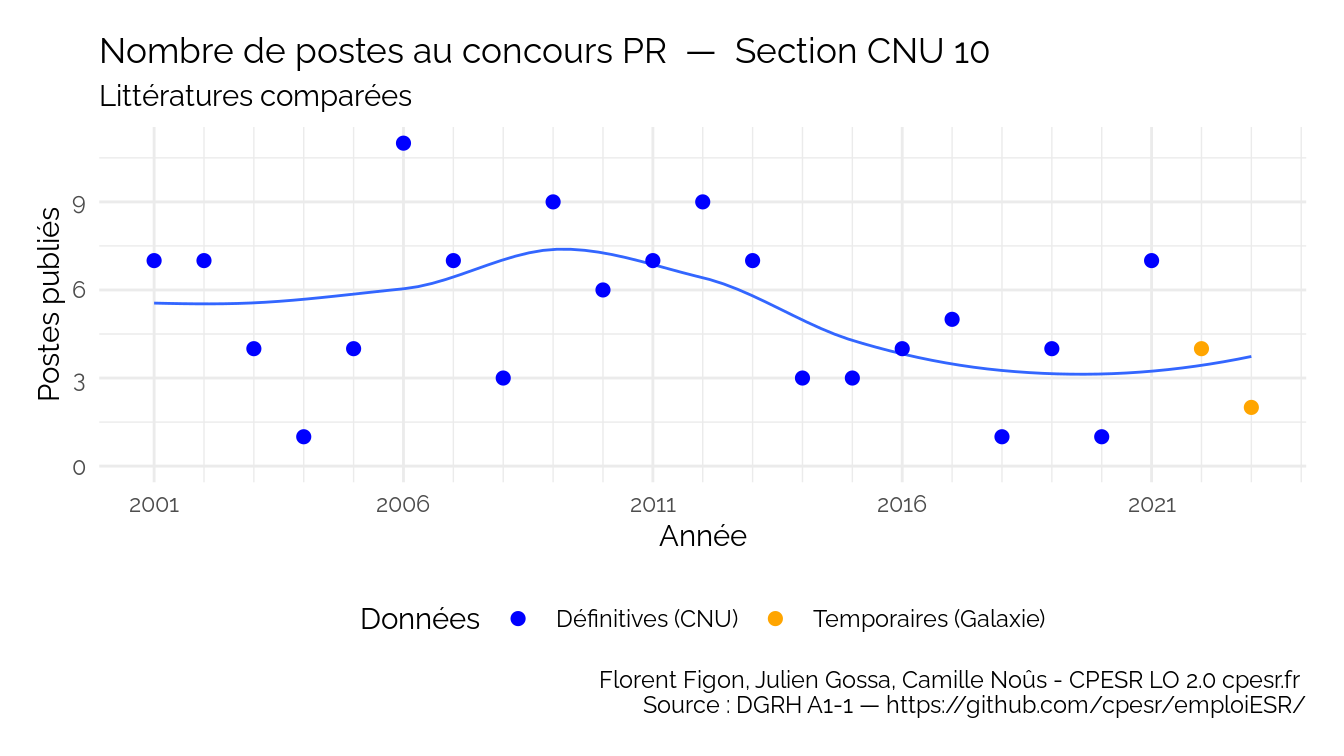 Nombre de postes au concours PR — Section CNU 10
Littératures comparées
Postes publiés
9
6
3
0
2001 2006 2011 2016 2021
Année
Données Définitives (CNU) Temporaires (Galaxie)
Florent Figon, Julien Gossa, Camille Noûs - CPESR LO 2.0 cpesr.fr
Source : DGRH A1-1 — https://github.com/cpesr/emploiESR/